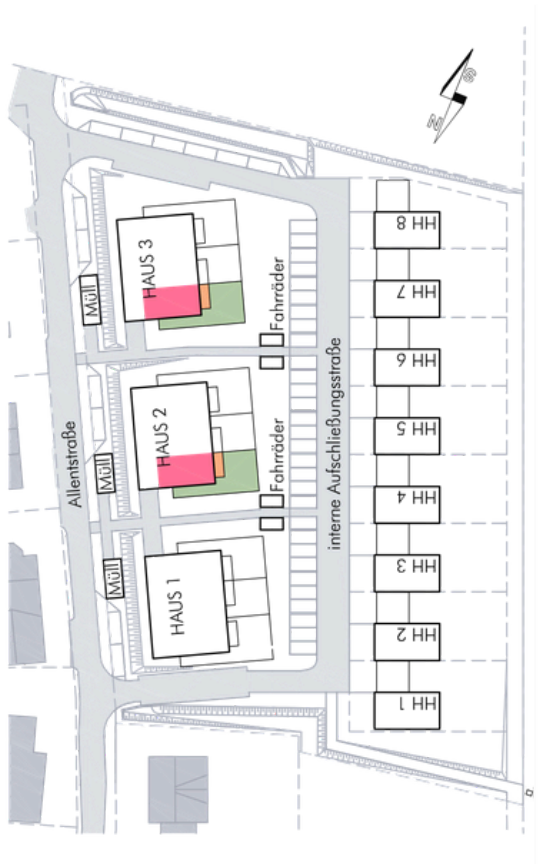 S
N
HAUS 3
Müll
Fahrräder
HH 8
HH 7
HH 6
Allentstraße
HAUS 2
Müll
Fahrräder
interne Aufschließungsstraße
HH 5
HH 4
HAUS 1
Müll
HH 3
HH 2
HH 1